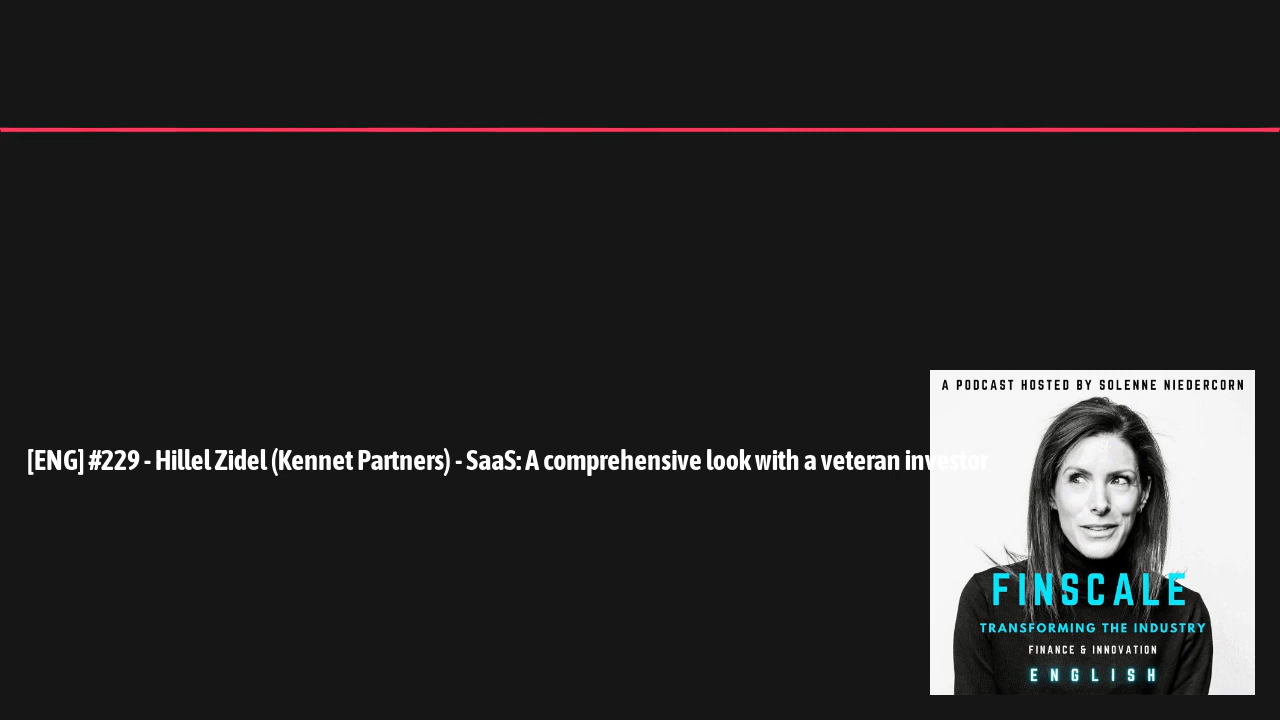 [ENG] #229 - Hillel Zidel (Kennet Partners) - SaaS: A comprehensive look with a veteran investor
A PODCAST HOSTED BY SOLENNE NIEDERCORN
FINSCALE
TRANSFORMING THE INDUSTRY
FINANCE & INNOVATION
ENGLISH